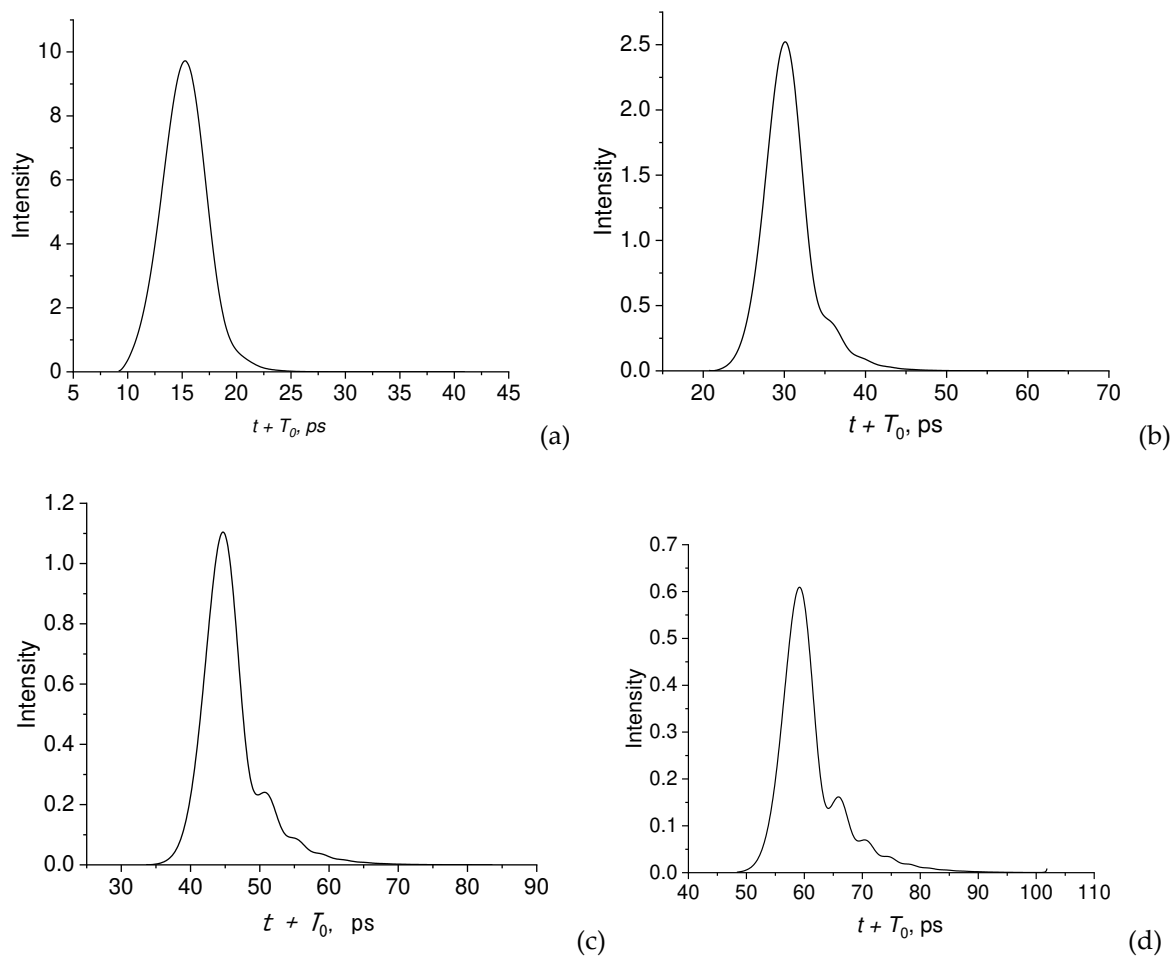 10
8
6
4
2
0
Intensity
5 10 15 20 25 30 35 40 45
t + T0, ps
(a)
2.5
2.0
1.5
1.0
0.5
0.0
Intensity
20 30 40 50 60 70
t + T0, ps
(b)
1.2
1.0
0.8
0.6
0.4
0.2
0.0
Intensity
30 40 50 60 70 80 90
t + T0, ps
(c)
0.7
0.6
0.5
0.4
0.3
0.2
0.1
0.0
Intensity
40 50 60 70 80 90 100 110
t + T0, ps
(d)